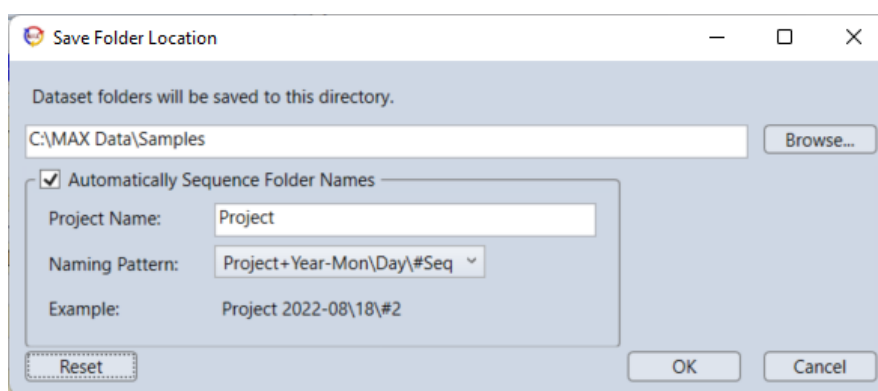 Save Folder Location
Dataset folders will be saved to this directory.
C:\MAX Data\Samples
Browse...
Automatically Sequence Folder Names
Project Name: Project
Naming Pattern: Project+Year-Mon\Day\#Seq
Example: Project 2022-08\18\#2
Reset OK Cancel